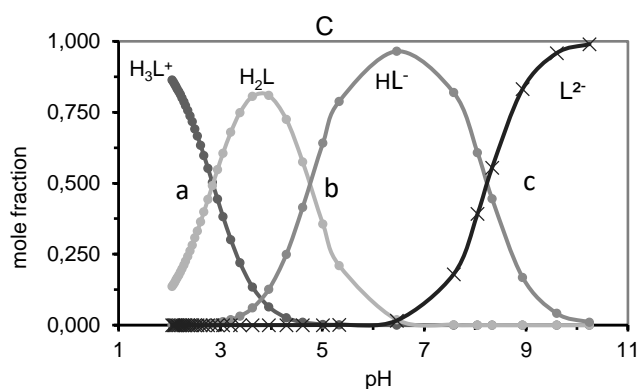 C
1,000
H₃L⁺
H₂L
HL⁻
L²⁻
0,750
0,500
a
b
c
0,250
0,000
mole fraction
1
3
5
7
9
11
pH